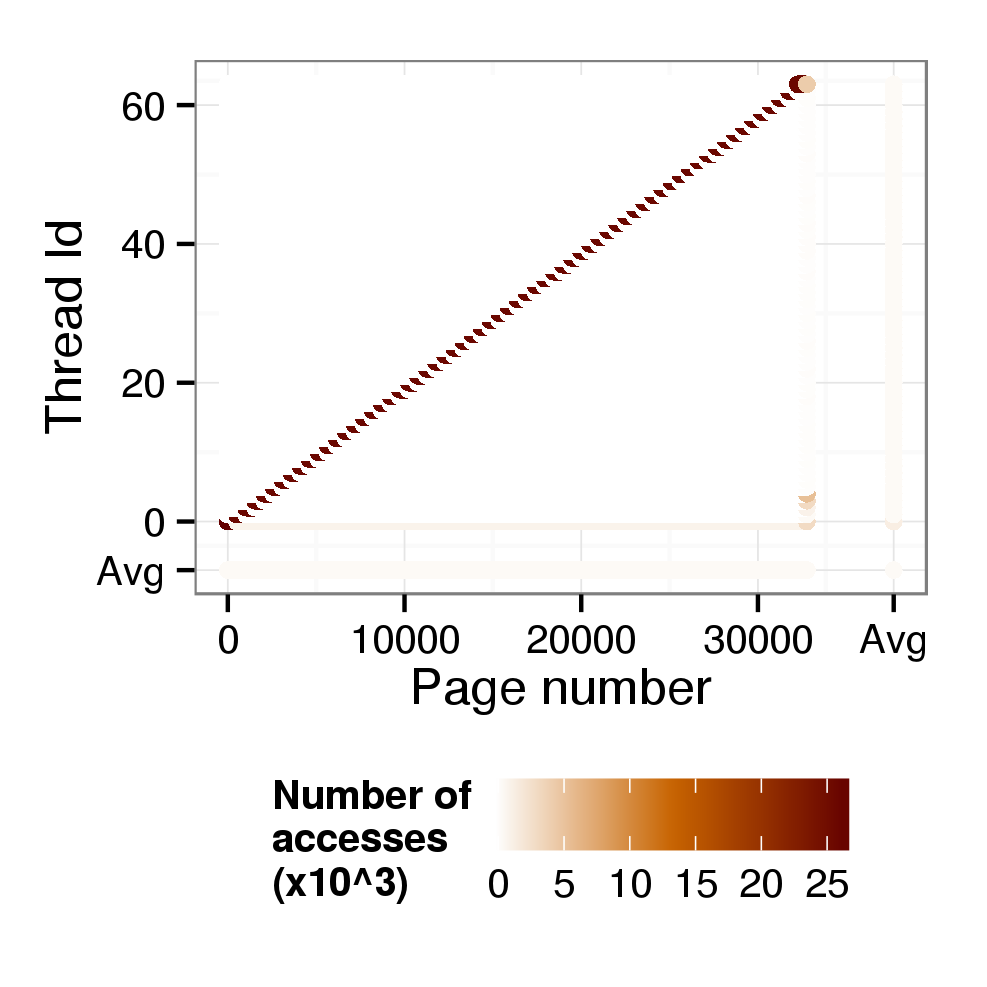 60
40
20
0
Avg
Thread Id
0 10000 20000 30000 Avg
Page number
Number of
accesses
(x10^3)
0 5 10 15 20 25